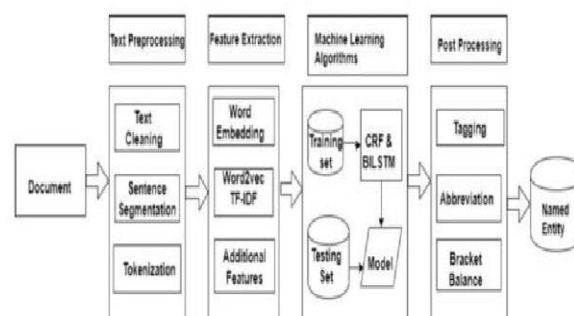 Text Preprocessing
Feature Extraction
Machine Learning
Algorithms
Post Processing
Document
Text
Cleaning
Sentence
Segmentation
Tokenization
Word
Embedding
Word2vec
TF-IDF
Additional
Features
Training
set
CRF &
BILSTM
Testing
Set
Model
Tagging
Abbreviation
Bracket
Balance
Named
Entity